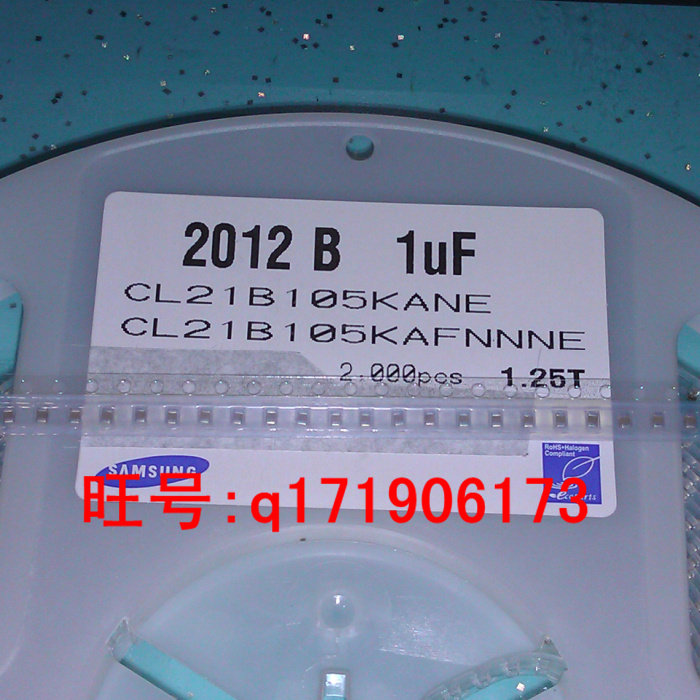 2012 B 1uF
CL21B105KANE
CL21B105KAFNNNE
2,000pcs 1.25T
RoHS+Halogen
Compliant
SAMSUNG
旺号:q171906173